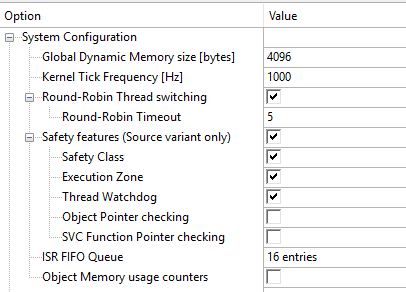 Option Value
System Configuration
Global Dynamic Memory size [bytes] 4096
Kernel Tick Frequency [Hz] 1000
Round-Robin Thread switching
Round-Robin Timeout 5
Safety features (Source variant only)
Safety Class
Execution Zone
Thread Watchdog
Object Pointer checking
SVC Function Pointer checking
ISR FIFO Queue 16 entries
Object Memory usage counters